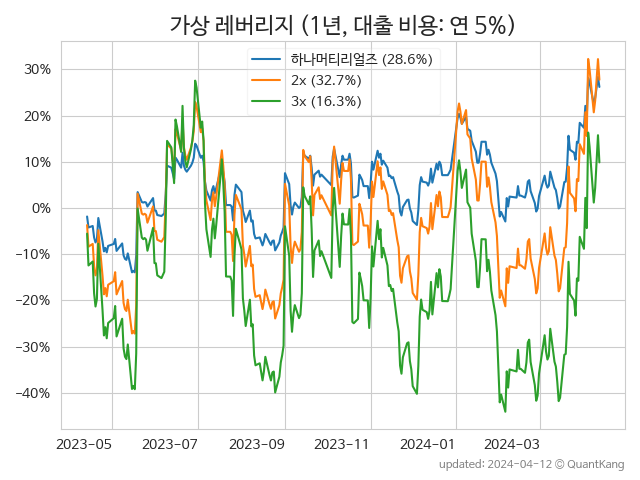 가상 레버리지 (1년, 대출 비용: 연 5%)
하나머티리얼즈 (28.6%)
2x (32.7%)
3x (16.3%)
30%
20%
10%
0%
−10%
−20%
−30%
−40%
2023-05 2023-07 2023-09 2023-11 2024-01 2024-03
updated: 2024-04-12 © QuantKang